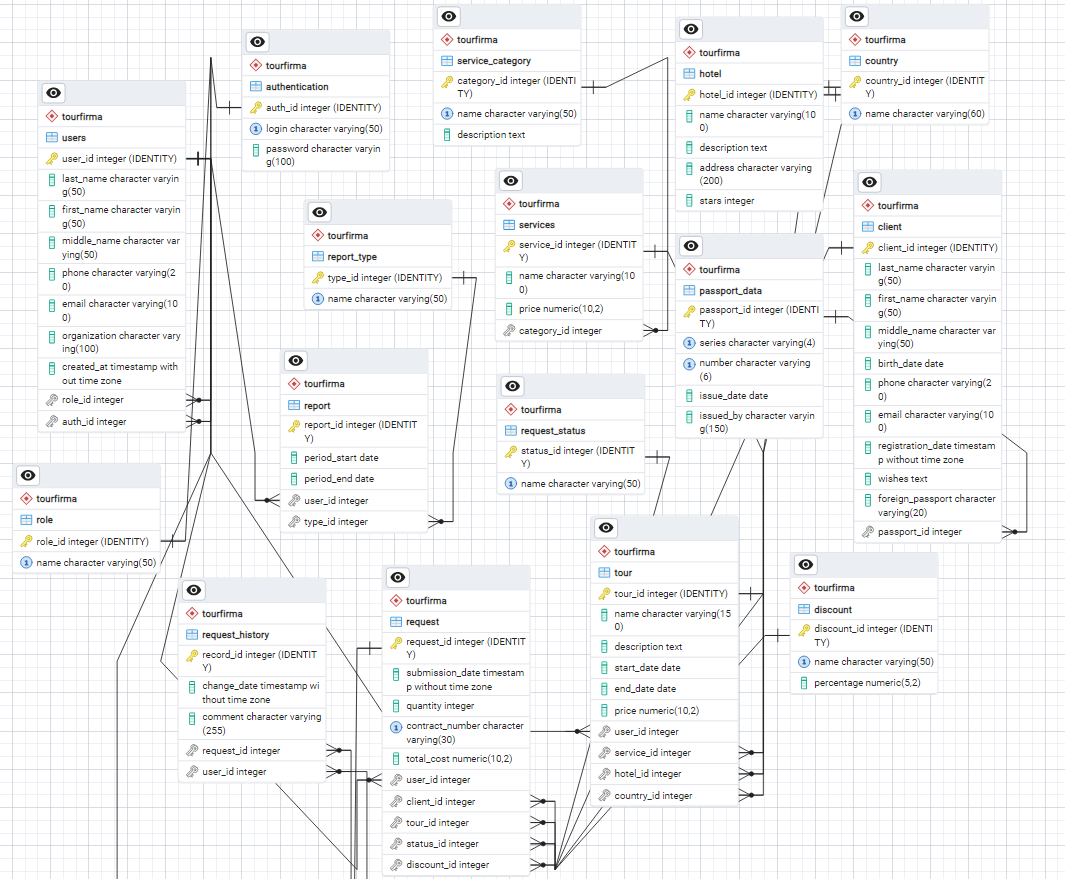 tourfirma
users
user_id integer (IDENTITY)
last_name character varyin
g(50)
first_name character varyin
g(50)
middle_name character var
ying(50)
phone character varying(2
0)
email character varying(10
0)
organization character vary
ing(100)
created_at timestamp with
out time zone
role_id integer
auth_id integer
tourfirma
authentication
auth_id integer (IDENTITY)
login character varying(50)
password character varyin
g(100)
tourfirma
service_category
category_id integer (IDENTI
TY)
name character varying(50)
description text
tourfirma
hotel
hotel_id integer (IDENTITY)
name character varying(10
0)
description text
address character varying
(200)
stars integer
tourfirma
country
country_id integer (IDENTIT
Y)
name character varying(60)
tourfirma
report_type
type_id integer (IDENTITY)
name character varying(50)
tourfirma
services
service_id integer (IDENTIT
Y)
name character varying(10
0)
price numeric(10,2)
category_id integer
tourfirma
passport_data
passport_id integer (IDENTI
TY)
series character varying(4)
number character varying
(6)
issue_date date
issued_by character varyin
g(150)
tourfirma
client
client_id integer (IDENTITY)
last_name character varyin
g(50)
first_name character varyin
g(50)
middle_name character var
ying(50)
birth_date date
phone character varying(2
0)
email character varying(10
0)
registration_date timestam
p without time zone
wishes text
foreign_passport character
varying(20)
passport_id integer
tourfirma
report
report_id integer (IDENTIT
Y)
period_start date
period_end date
user_id integer
type_id integer
tourfirma
request_status
status_id integer (IDENTIT
Y)
name character varying(50)
tourfirma
role
role_id integer (IDENTITY)
name character varying(50)
tourfirma
request_history
record_id integer (IDENTIT
Y)
change_date timestamp wi
thout time zone
comment character varying
(255)
request_id integer
user_id integer
tourfirma
request
request_id integer (IDENTIT
Y)
submission_date timestam
p without time zone
quantity integer
contract_number character
varying(30)
total_cost numeric(10,2)
user_id integer
client_id integer
tour_id integer
status_id integer
discount_id integer
tourfirma
tour
tour_id integer (IDENTITY)
name character varying(15
0)
description text
start_date date
end_date date
price numeric(10,2)
user_id integer
service_id integer
hotel_id integer
country_id integer
tourfirma
discount
discount_id integer (IDENTI
TY)
name character varying(50)
percentage numeric(5,2)